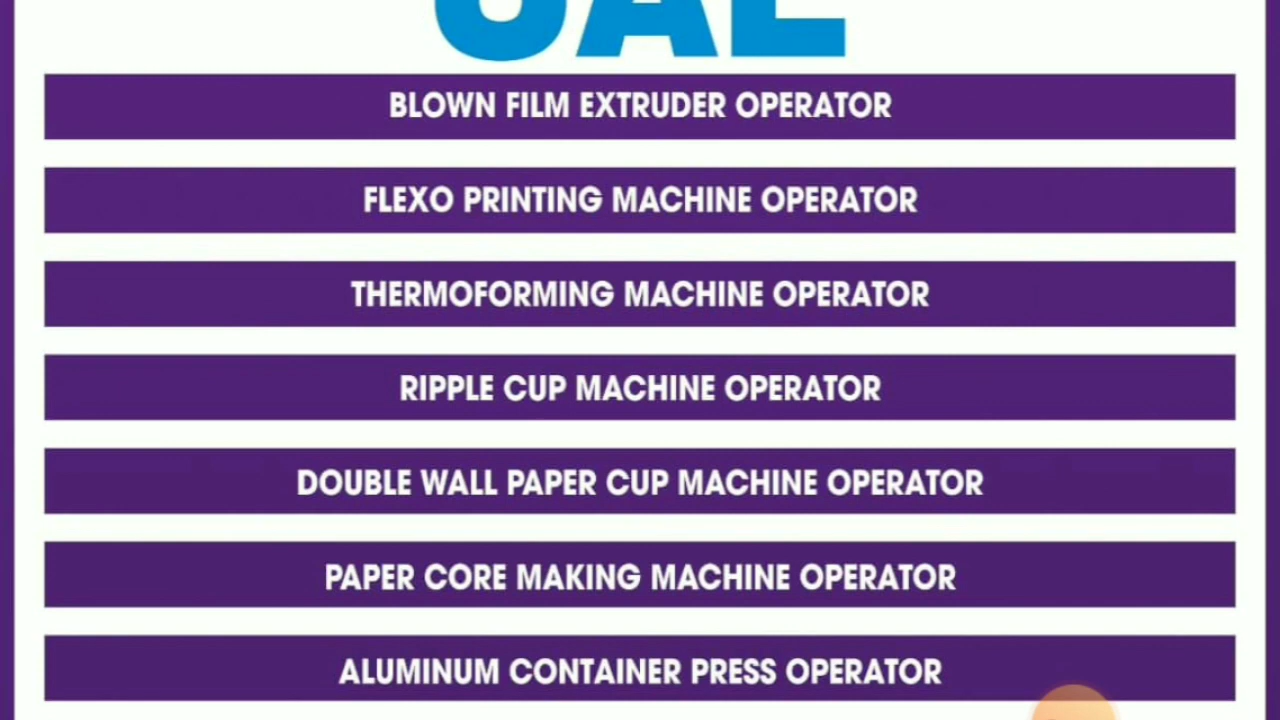 BLOWN FILM EXTRUDER OPERATOR
FLEXO PRINTING MACHINE OPERATOR
THERMOFORMING MACHINE OPERATOR
RIPPLE CUP MACHINE OPERATOR
DOUBLE WALL PAPER CUP MACHINE OPERATOR
PAPER CORE MAKING MACHINE OPERATOR
ALUMINUM CONTAINER PRESS OPERATOR